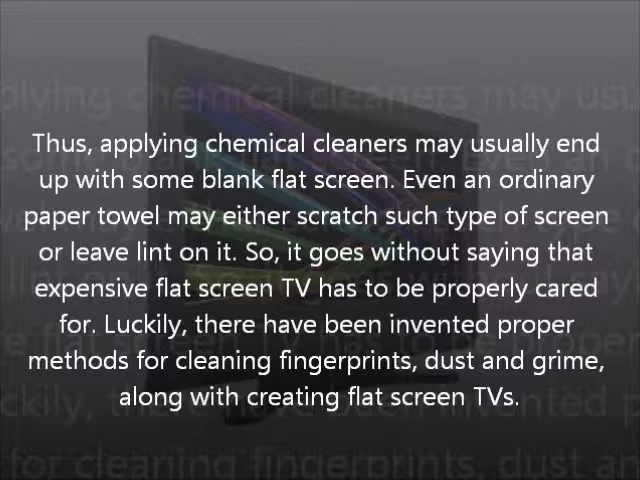 Thus, applying chemical cleaners may usually end
up with some blank flat screen. Even an ordinary
paper towel may either scratch such type of screen
or leave lint on it. So, it goes without saying that
expensive flat screen TV has to be properly cared
for. Luckily, there have been invented proper
methods for cleaning fingerprints, dust and grime,
along with creating flat screen TVs.